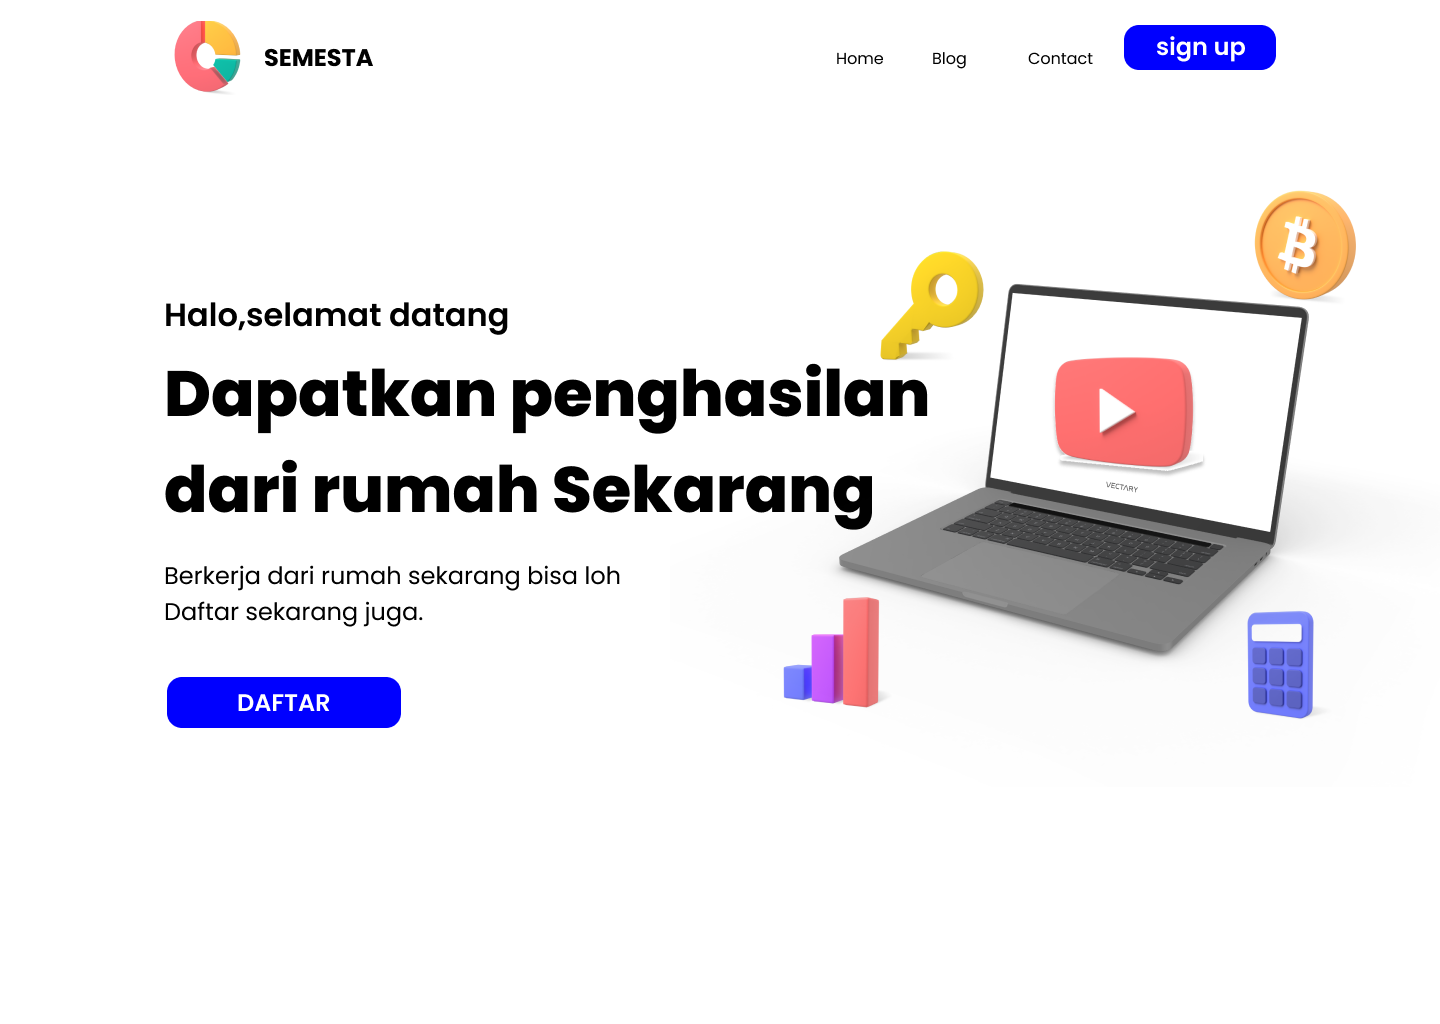 SEMESTA
Home
Blog
Contact
sign up
Halo,selamat datang
Dapatkan penghasilan
dari rumah Sekarang
Berkerja dari rumah sekarang bisa loh
Daftar sekarang juga.
DAFTAR
VECTARY